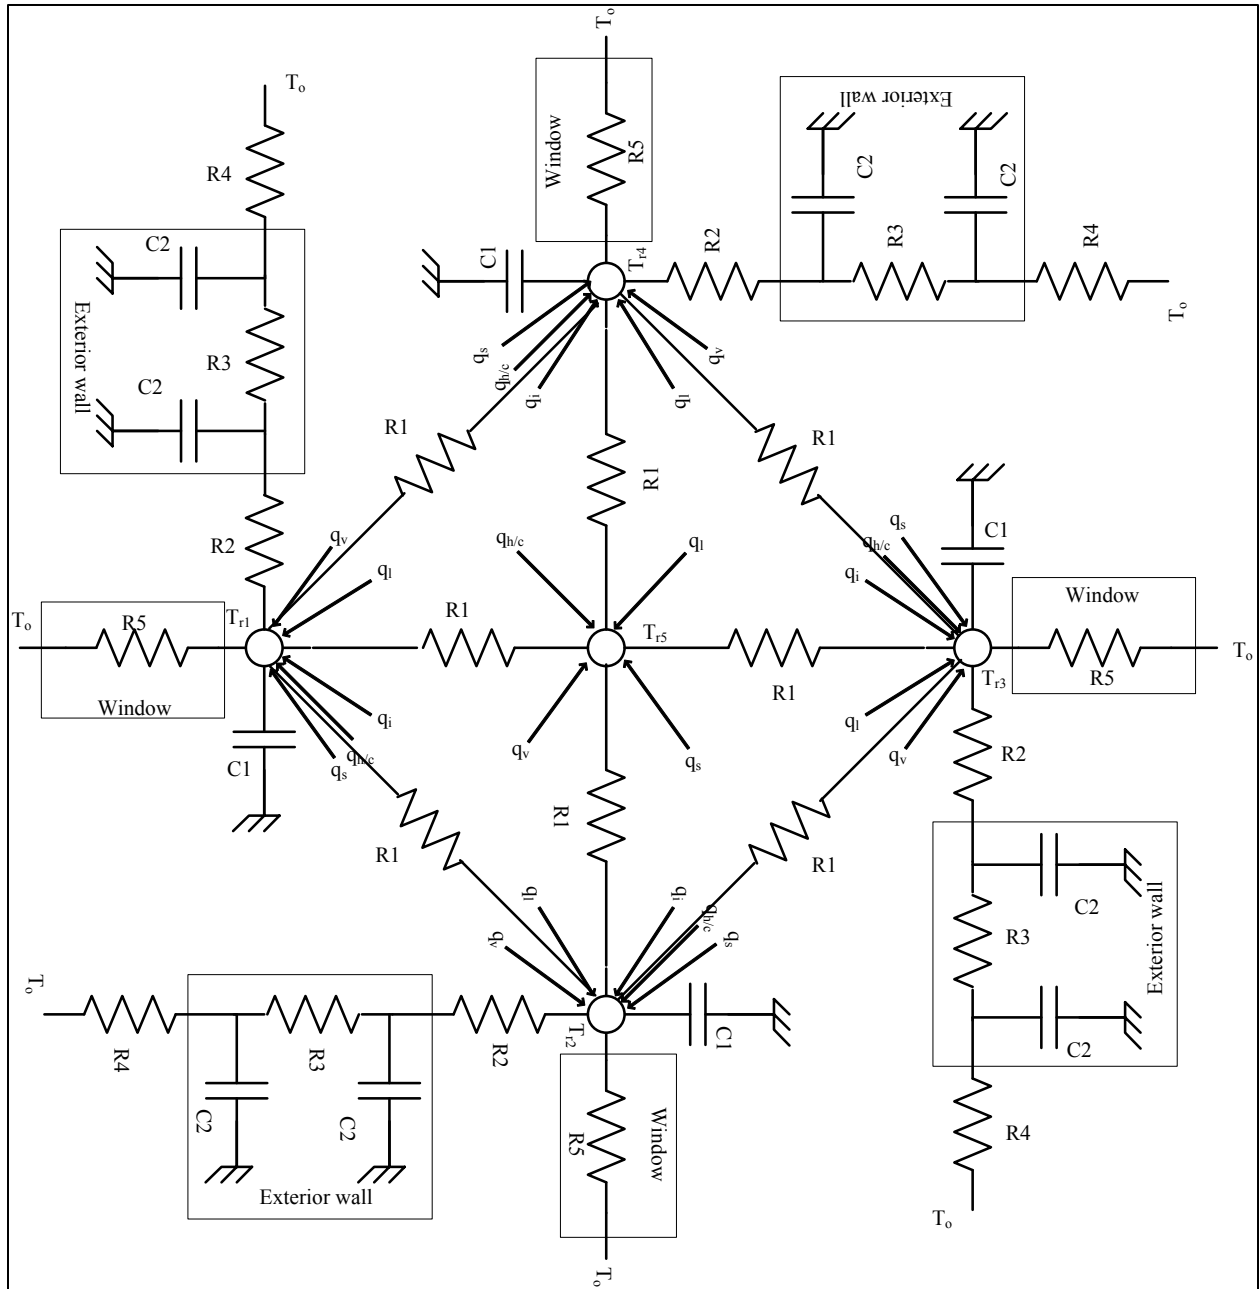 To
To
Exterior wall
R4
Window
R5
C2
C2
C2
R2
R3
R4
C1
Tr4
To
Exterior wall
R3
C2
qs
qh/c
qi
qv
ql
R1
R1
R1
R2
qv
ql
qh/c
ql
qs
qh/c
qi
C1
To
R5
Tr1
R1
Tr5
R1
Window
To
R5
Tr3
Window
qi
qh/c
qs
C1
qv
qs
ql
qv
R2
R1
R1
R1
ql
qv
qi
qh/c
qs
C2
R3
Exterior wall
C2
R4
To
To
R4
R3
R2
Tr2
C1
C2
C2
Exterior wall
R5
Window
To